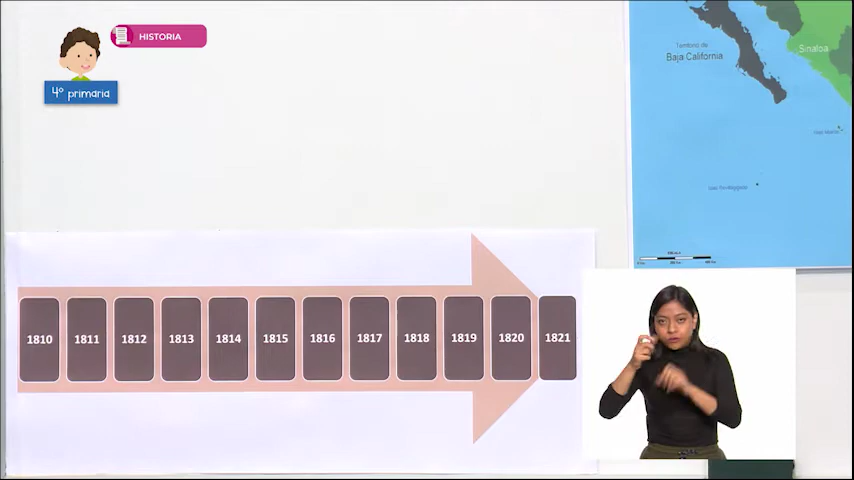 HISTORIA
4º primaria
Territorio de
Baja California
Sinaloa
1810 1811 1812 1813 1814 1815 1816 1817 1818 1819 1820 1821